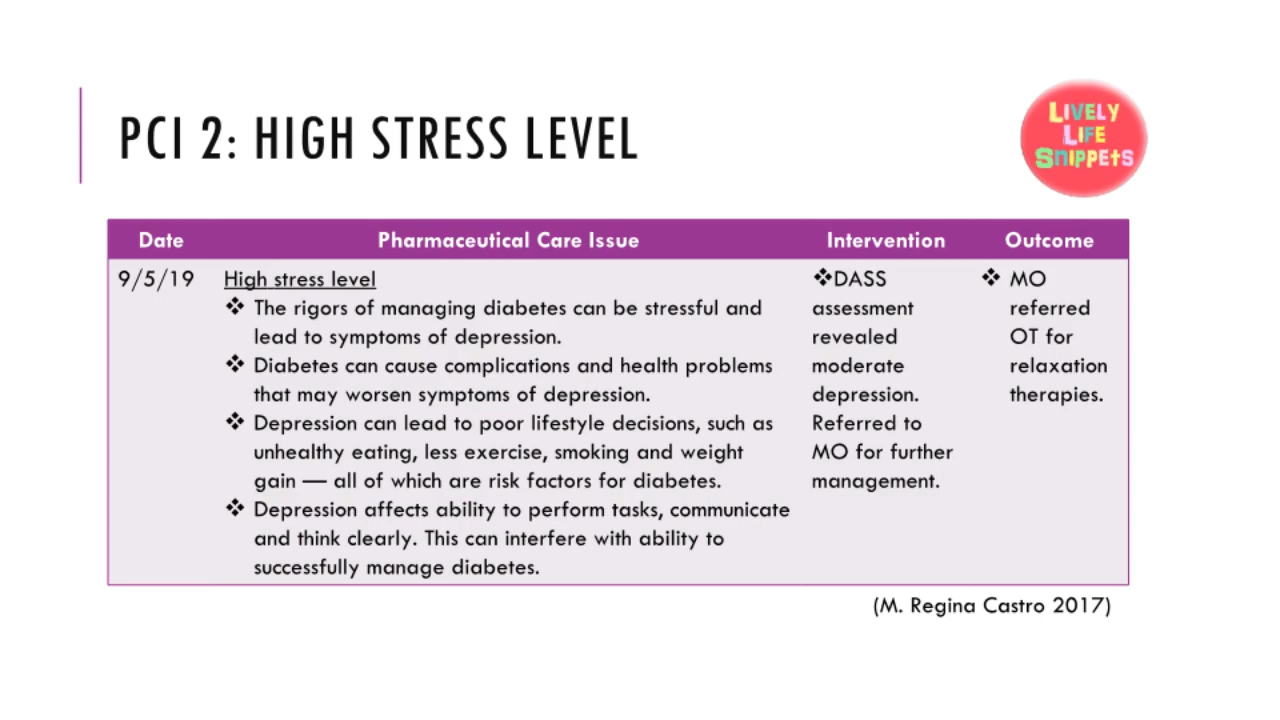 PCI 2: HIGH STRESS LEVEL
LIVELY
LIFE
SNIPPETS
Date
Pharmaceutical Care Issue
Intervention
Outcome
9/5/19
High stress level
❖ The rigors of managing diabetes can be stressful and
lead to symptoms of depression.
❖ Diabetes can cause complications and health problems
that may worsen symptoms of depression.
❖ Depression can lead to poor lifestyle decisions, such as
unhealthy eating, less exercise, smoking and weight
gain — all of which are risk factors for diabetes.
❖ Depression affects ability to perform tasks, communicate
and think clearly. This can interfere with ability to
successfully manage diabetes.
❖DASS
assessment
revealed
moderate
depression.
Referred to
MO for further
management.
❖ MO
referred
OT for
relaxation
therapies.
(M. Regina Castro 2017)